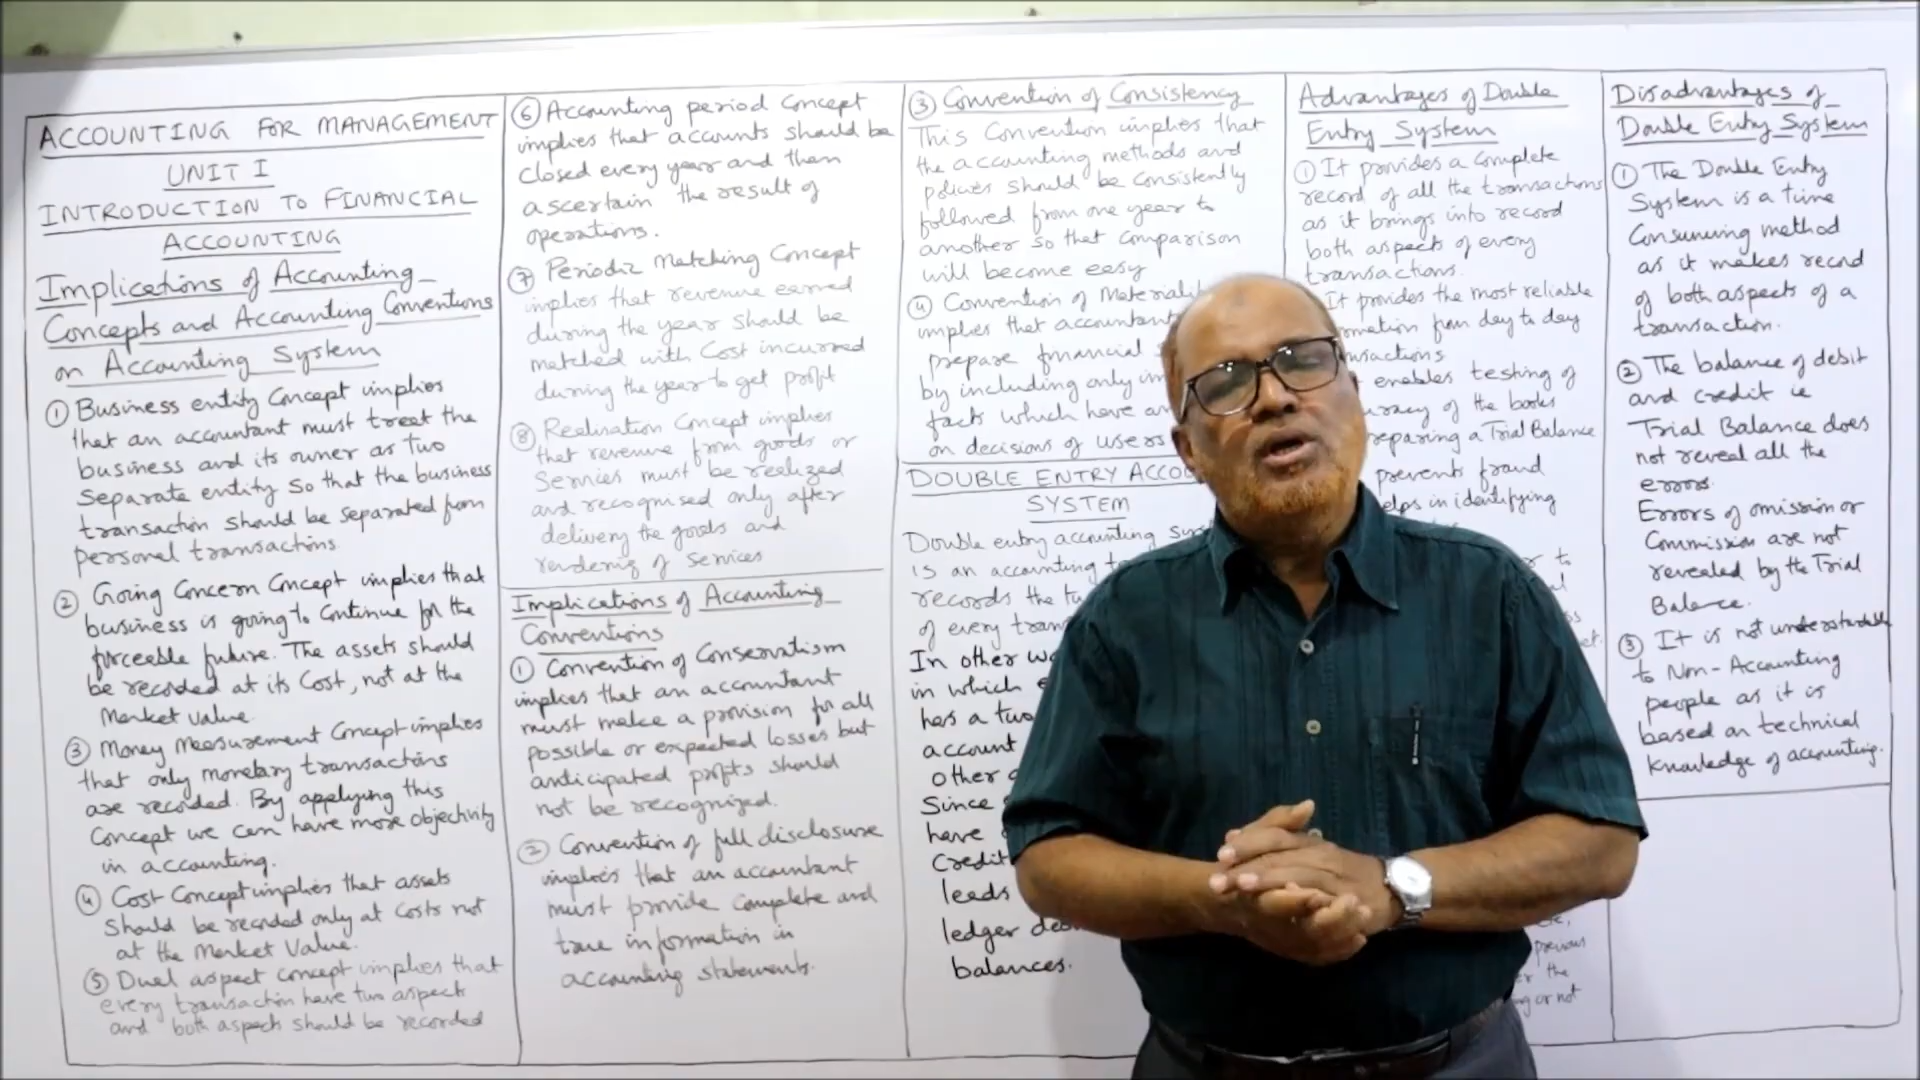 ACCOUNTING FOR MANAGEMENT
UNIT I
INTRODUCTION TO FINANCIAL
ACCOUNTING
Implications of Accounting
Concepts and Accounting Conventions
on Accounting System
① Business entity Concept implies
that an accountant must treat the
business and its owner as two
separate entity so that the business
transaction should be separated from
personal transactions.
② Going Concern Concept implies that
business is going to continue for the
forceable future. The assets should
be recorded at its Cost, not at the
Market value.
③ Money Measurement Concept implies
that only monetary transactions
are recorded. By applying this
Concept we can have more objectivity
in accounting.
④ Cost Concept implies that assets
should be recorded only at Costs not
at the Market Value.
⑤ Dual aspect Concept implies that
every transaction have two aspects
and both aspects should be recorded
⑥ Accounting period Concept
implies that accounts should be
closed every year and then
ascertain the result of
operations.
⑦ Periodic Matching Concept
implies that revenue earned
during the year should be
matched with Cost incurred
during the year to get profit
⑧ Realisation Concept implies
that revenue from goods or
Services must be realized
and recognised only after
delivery the goods and
rendering of Services
Implications of Accounting
Conventions
① Convention of Conservatism
implies that an accountant
must make a provision for all
possible or expected losses but
anticipated profits should
not be recognized.
② Convention of full disclosure
implies that an accountant
must provide Complete and
true information in
accounting statements.
③ Convention of Consistency
This Convention implies that
the accounting methods and
policies should be Consistently
followed from one year to
another so that Comparison
will become easy
④ Convention of
implies that
prepare financial
by including only
facts which have
on decisions of users
DOUBLE ENTRY
SYSTEM
Double entry accounting
is an accounting
records the
of every
In other
in which
has a two
account
other
Since
have
Credit
leads
ledger
balances.
Advantages of Double
Entry System
① It provides a Complete
record of all the transactions
as it brings into record
both aspects of every
transactions.
It provides the most reliable
from day to day
enables testing of
of the books
a Trial Balance
prevents fraud
in identifying
to
previous
the
or not
Disadvantages of
Double Entry System
① The Double Entry
System is a time
Consuming method
as it makes record
of both aspects of a
transaction.
② The balance of debit
and credit ie
Trial Balance does
not reveal all the
errors.
Errors of omission or
Commission are not
revealed by the Trial
Balance.
③ It is not understandable
to Non-Accounting
people as it is
based on technical
Knowledge of accounting.